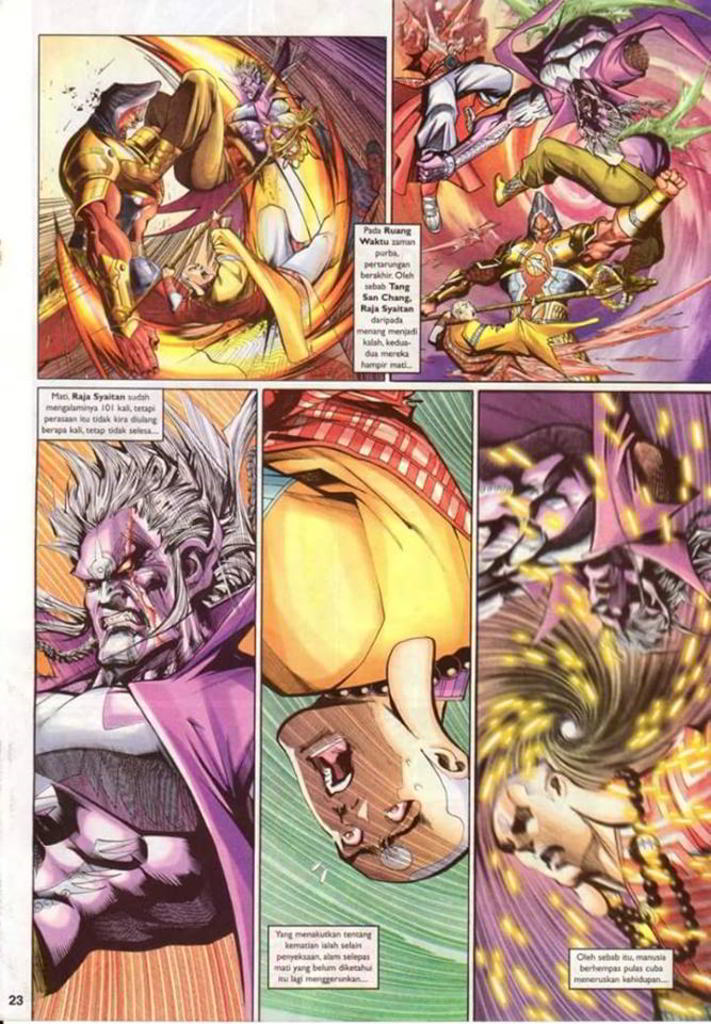 Pada Ruang
Waktu zaman
purba,
pertarungan
berakhir. Oleh
sebab Tang
San Chang,
Raja Syaitan
daripada
menang menjadi
kalah, kedua-
dua mereka
hampir mati...
Mati, Raja Syaitan sudah
mengalaminya 101 kali, tetapi
perasaan itu tidak kira diulang
berapa kali, tetap tidak selesa....
Yang menakutkan tentang
kematian ialah selain
penyeksaan, alam selepas
mati yang belum diketahui
itu lagi menggerunkan....
Oleh sebab itu, manusia
berhempas pulas cuba
meneruskan kehidupan....
23